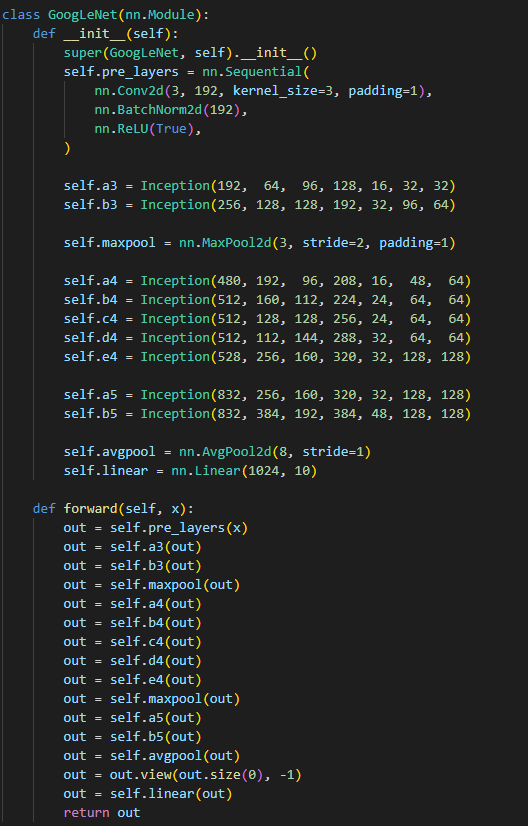 class GoogLeNet(nn.Module):
    def __init__(self):
        super(GoogLeNet, self).__init__()
        self.pre_layers = nn.Sequential(
            nn.Conv2d(3, 192, kernel_size=3, padding=1),
            nn.BatchNorm2d(192),
            nn.ReLU(True),
        )

        self.a3 = Inception(192,  64,  96, 128, 16, 32, 32)
        self.b3 = Inception(256, 128, 128, 192, 32, 96, 64)

        self.maxpool = nn.MaxPool2d(3, stride=2, padding=1)

        self.a4 = Inception(480, 192,  96, 208, 16,  48,  64)
        self.b4 = Inception(512, 160, 112, 224, 24,  64,  64)
        self.c4 = Inception(512, 128, 128, 256, 24,  64,  64)
        self.d4 = Inception(512, 112, 144, 288, 32,  64,  64)
        self.e4 = Inception(528, 256, 160, 320, 32, 128, 128)

        self.a5 = Inception(832, 256, 160, 320, 32, 128, 128)
        self.b5 = Inception(832, 384, 192, 384, 48, 128, 128)

        self.avgpool = nn.AvgPool2d(8, stride=1)
        self.linear = nn.Linear(1024, 10)

    def forward(self, x):
        out = self.pre_layers(x)
        out = self.a3(out)
        out = self.b3(out)
        out = self.maxpool(out)
        out = self.a4(out)
        out = self.b4(out)
        out = self.c4(out)
        out = self.d4(out)
        out = self.e4(out)
        out = self.maxpool(out)
        out = self.a5(out)
        out = self.b5(out)
        out = self.avgpool(out)
        out = out.view(out.size(0), -1)
        out = self.linear(out)
        return out